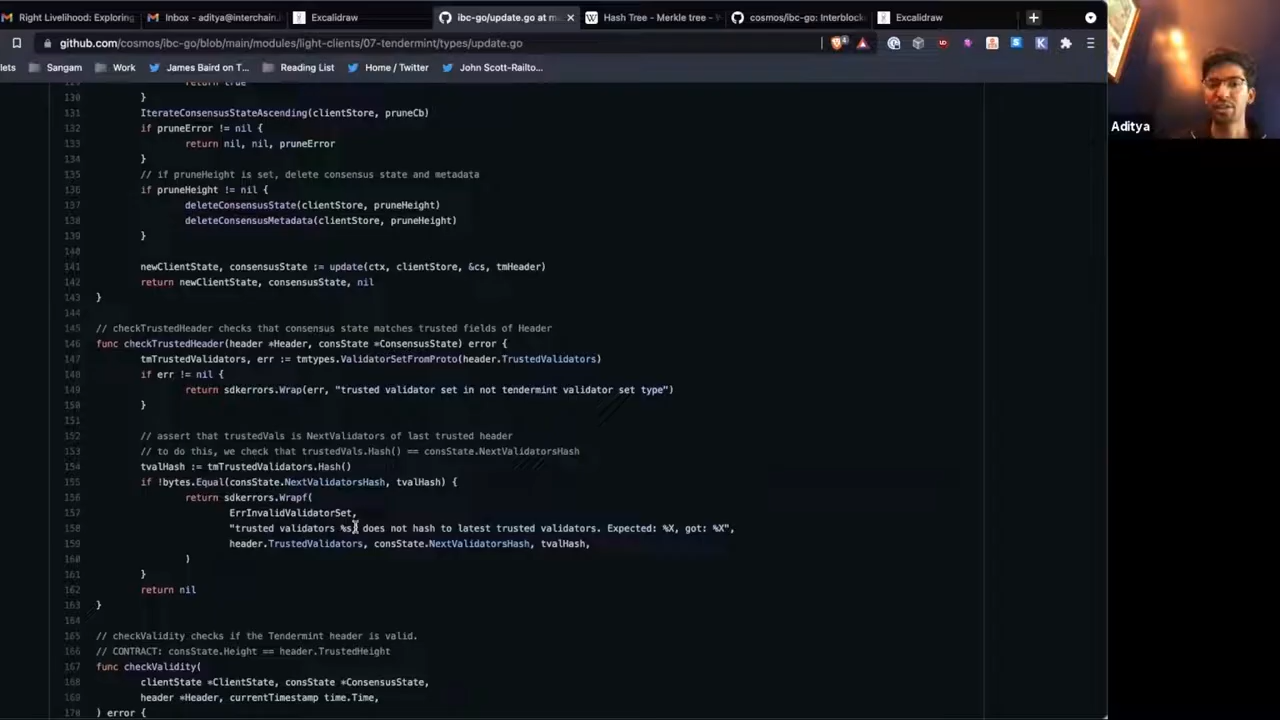 Right Livelihood: Exploring
Inbox - aditya@interchain.
Excalidraw
ibc-go/update.go at m
Hash Tree - Merkle tree -
cosmos/ibc-go: Interblock
Excalidraw
github.com/cosmos/ibc-go/blob/main/modules/light-clients/07-tendermint/types/update.go
lets
Sangam
Work
James Baird on T...
Reading List
Home / Twitter
John Scott-Railto...
Aditya
129 return true
130 }
131 IterateConsensusStateAscending(clientStore, pruneCb)
132 if pruneError != nil {
133 return nil, nil, pruneError
134 }
135 // if pruneHeight is set, delete consensus state and metadata
136 if pruneHeight != nil {
137 deleteConsensusState(clientStore, pruneHeight)
138 deleteConsensusMetadata(clientStore, pruneHeight)
139 }
140
141 newClientState, consensusState := update(ctx, clientStore, &cs, tmHeader)
142 return newClientState, consensusState, nil
143 }
144
145 // checkTrustedHeader checks that consensus state matches trusted fields of Header
146 func checkTrustedHeader(header *Header, consState *ConsensusState) error {
147 tmTrustedValidators, err := tmtypes.ValidatorSetFromProto(header.TrustedValidators)
148 if err != nil {
149 return sdkerrors.Wrap(err, "trusted validator set in not tendermint validator set type")
150 }
151
152 // assert that trustedVals is NextValidators of last trusted header
153 // to do this, we check that trustedVals.Hash() == consState.NextValidatorsHash
154 tvalHash := tmTrustedValidators.Hash()
155 if !bytes.Equal(consState.NextValidatorsHash, tvalHash) {
156 return sdkerrors.Wrapf(
157 ErrInvalidValidatorSet,
158 "trusted validators %s, does not hash to latest trusted validators. Expected: %X, got: %X",
159 header.TrustedValidators, consState.NextValidatorsHash, tvalHash,
160 )
161 }
162 return nil
163 }
164
165 // checkValidity checks if the Tendermint header is valid.
166 // CONTRACT: consState.Height == header.TrustedHeight
167 func checkValidity(
168 clientState *ClientState, consState *ConsensusState,
169 header *Header, currentTimestamp time.Time,
170 ) error {